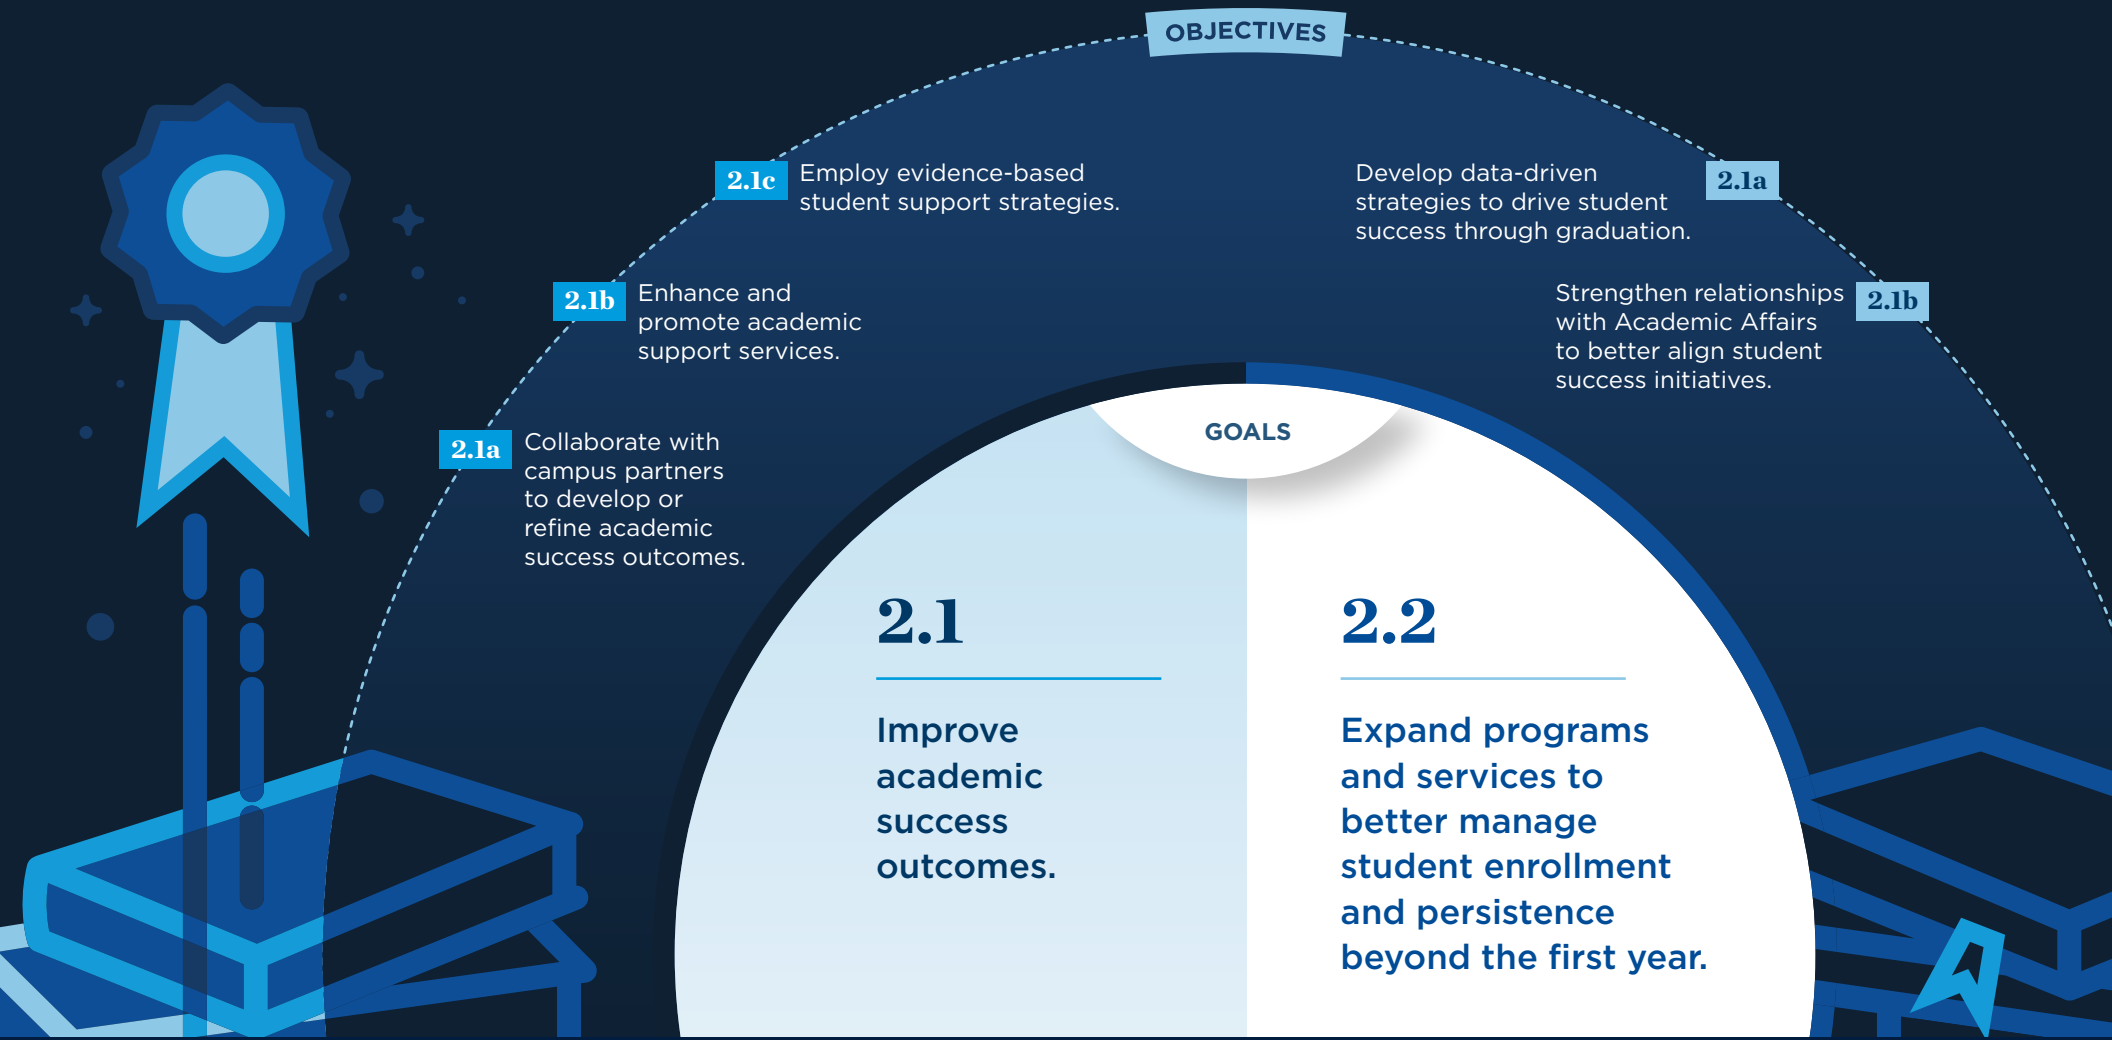 OBJECTIVES
2.1c
Employ evidence-based
student support strategies.
2.1b
Enhance and
promote academic
support services.
2.1a
Collaborate with
campus partners
to develop or
refine academic
success outcomes.
Develop data-driven
strategies to drive student
success through graduation.
2.1a
Strengthen relationships
with Academic Affairs
to better align student
success initiatives.
2.1b
GOALS
2.1
Improve
academic
success
outcomes.
2.2
Expand programs
and services to
better manage
student enrollment
and persistence
beyond the first year.